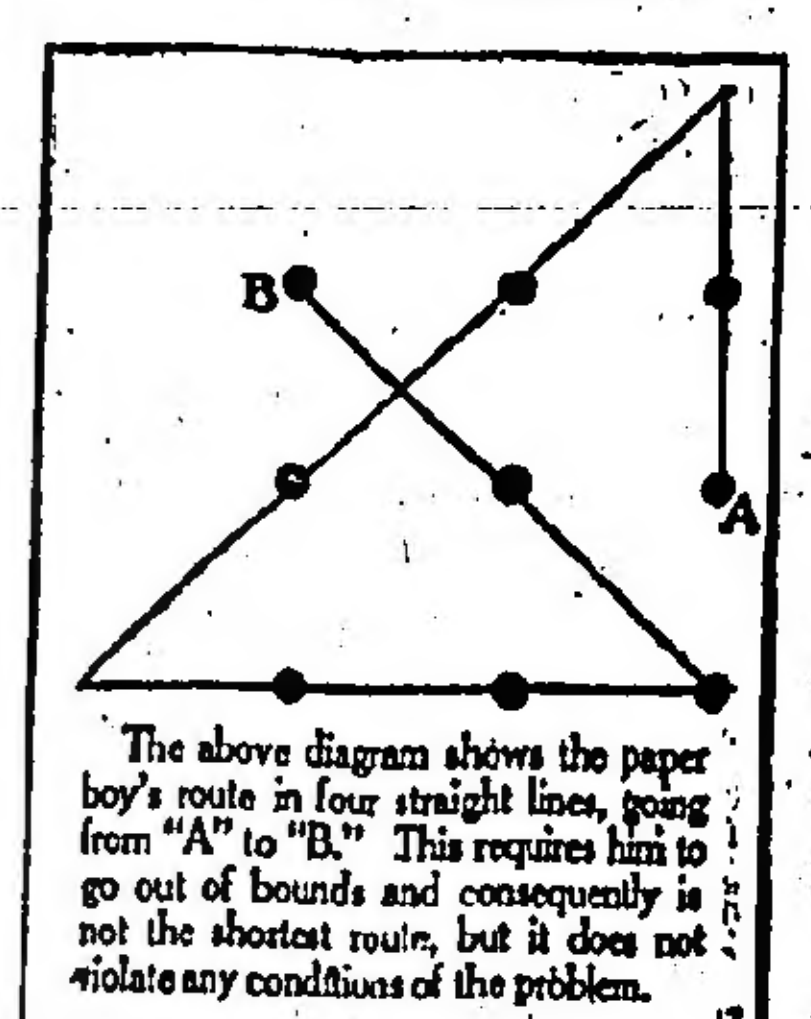 B
A
The above diagram shows the paper
boy's route in four straight lines, going
from "A" to "B." This requires him to
go out of bounds and consequently is
not the shortest route, but it does not
violate any conditions of the problem.